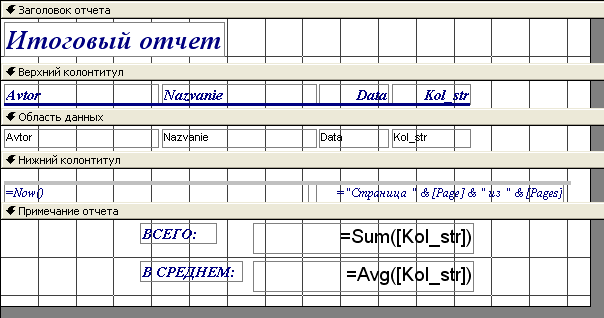 Заголовок отчета
Итоговый отчет
Верхний колонтитул
Avtor Nazvanie Data Kol_str
Область данных
Avtor Nazvanie Data Kol_str
Нижний колонтитул
=Now() ="Страница " & [Page] & " из " & [Pages]
Примечание отчета
ВСЕГО: =Sum([Kol_str])
В СРЕДНЕМ: =Avg([Kol_str])